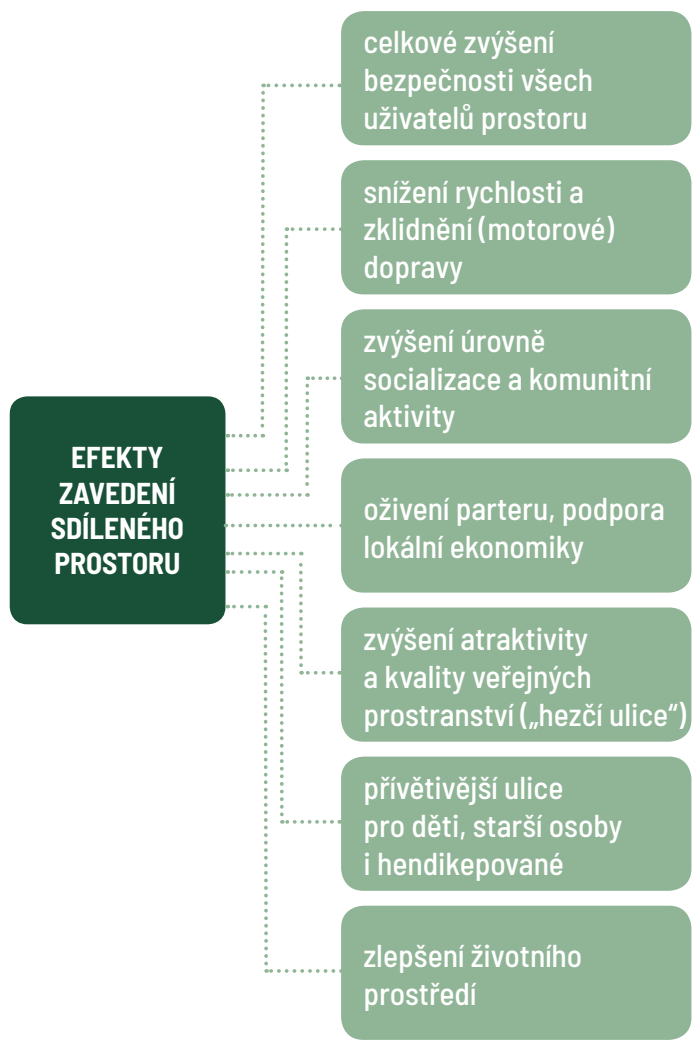 EFEKTY
ZAVEDENÍ
SDÍLENÉHO
PROSTORU
celkové zvýšení
bezpečnosti všech
uživatelů prostoru
snížení rychlosti a
zklidnění (motorové)
dopravy
zvýšení úrovně
socializace a komunitní
aktivity
oživení parteru, podpora
lokální ekonomiky
zvýšení atraktivity
a kvality veřejných
prostranství („hezčí ulice“)
přívětivější ulice
pro děti, starší osoby
i hendikepované
zlepšení životního
prostředí